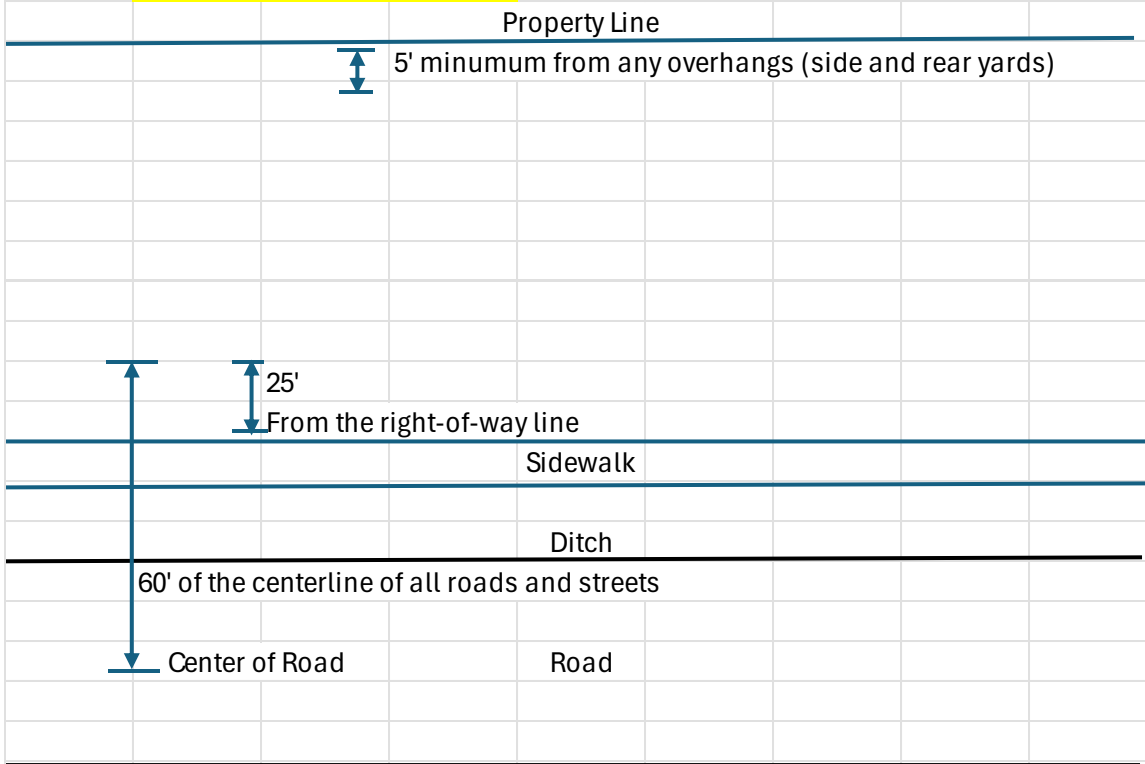 Property Line
5' minumum from any overhangs (side and rear yards)
25'
From the right-of-way line
Sidewalk
Ditch
60' of the centerline of all roads and streets
Center of Road
Road